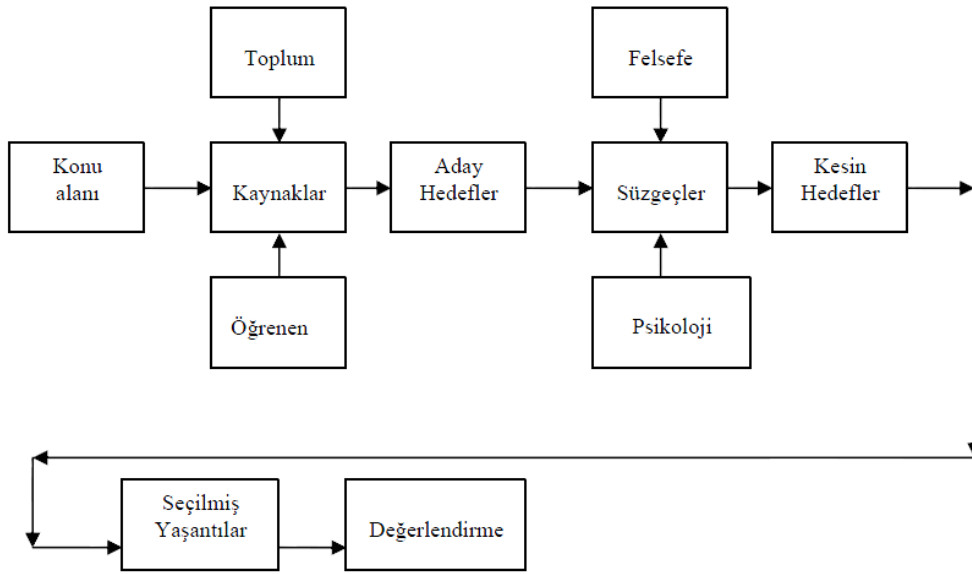 Toplum
Felsefe
Konu
alanı
Kaynaklar
Aday
Hedefler
Süzgeçler
Kesin
Hedefler
Öğrenen
Psikoloji
Seçilmiş
Yaşantılar
Değerlendirme